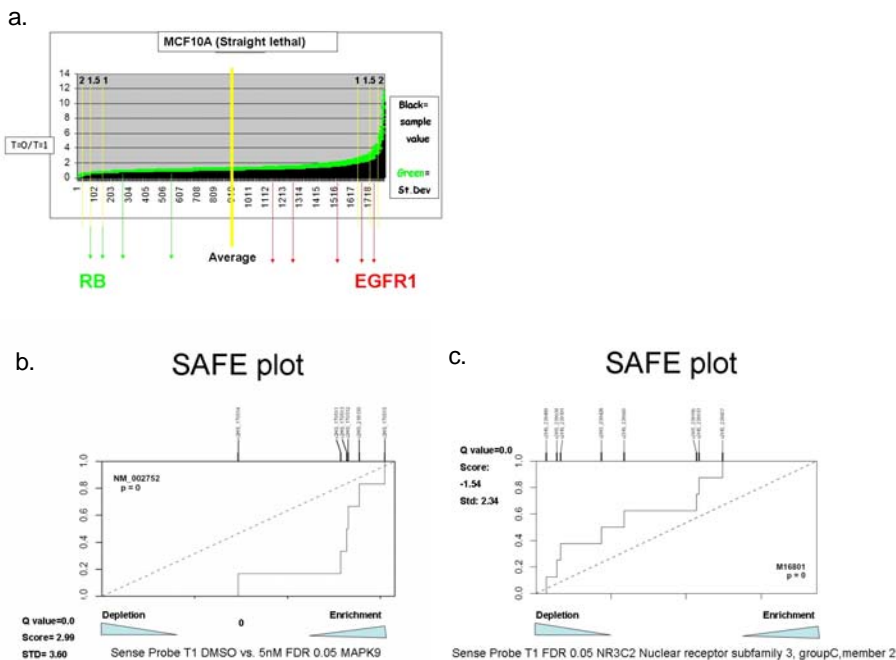 a.
MCF10A (Straight lethal)
14
12
10
8
6
4
2
0
2 1.5 1
1 1.5 2
T=0/T=1
Black=
sample
value
Green=
St.Dev
1
102
203
304
405
506
607
708
809
910
1011
1112
1213
1314
1415
1516
1617
1718
Average
RB
EGFR1
b.
SAFE plot
1.0
0.8
0.6
0.4
0.2
0.0
NM_002752
p = 0
Depletion
0
Enrichment
Q value=0.0
Score= 2.99
STD= 3.60
Sense Probe T1 DMSO vs. 5nM FDR 0.05 MAPK9
c.
SAFE plot
Q value=0.0
Score:
-1.54
Std: 2.34
1.0
0.8
0.6
0.4
0.2
0.0
M16801
p = 0
Depletion
Enrichment
Sense Probe T1 FDR 0.05 NR3C2 Nuclear receptor subfamily 3, groupC,member 2